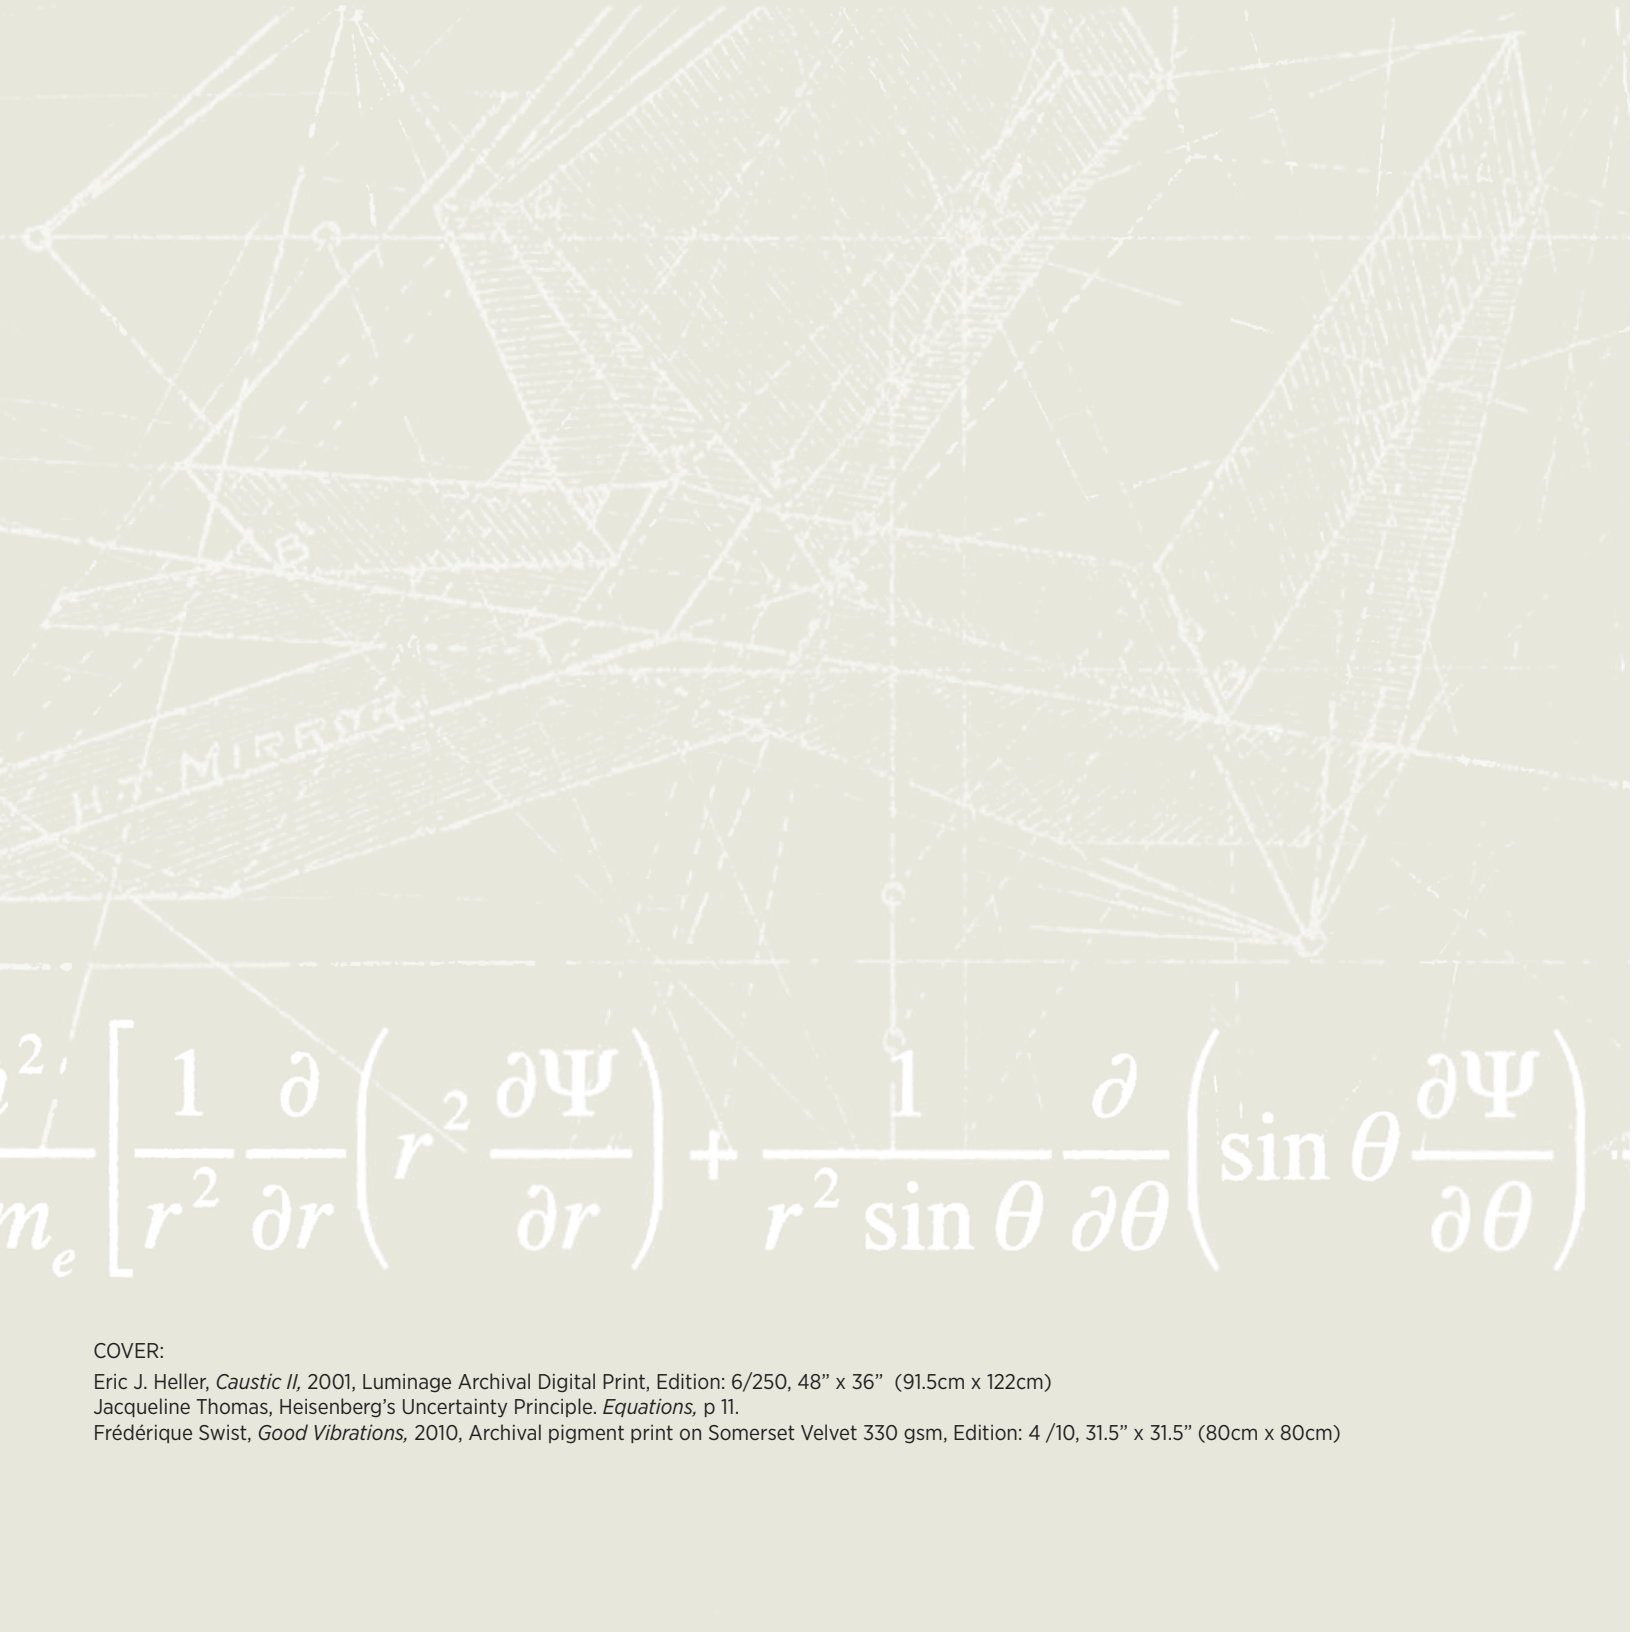 B
H.T. MIRROR
2 [ 1/r² ∂/∂r ( r² ∂Ψ/∂r ) + 1/(r² sin θ) ∂/∂θ ( sin θ ∂Ψ/∂θ )
mₑ
COVER:
Eric J. Heller, Caustic II, 2001, Luminage Archival Digital Print, Edition: 6/250, 48” x 36”  (91.5cm x 122cm)
Jacqueline Thomas, Heisenberg’s Uncertainty Principle. Equations, p 11.
Frédérique Swist, Good Vibrations, 2010, Archival pigment print on Somerset Velvet 330 gsm, Edition: 4 /10, 31.5” x 31.5” (80cm x 80cm)